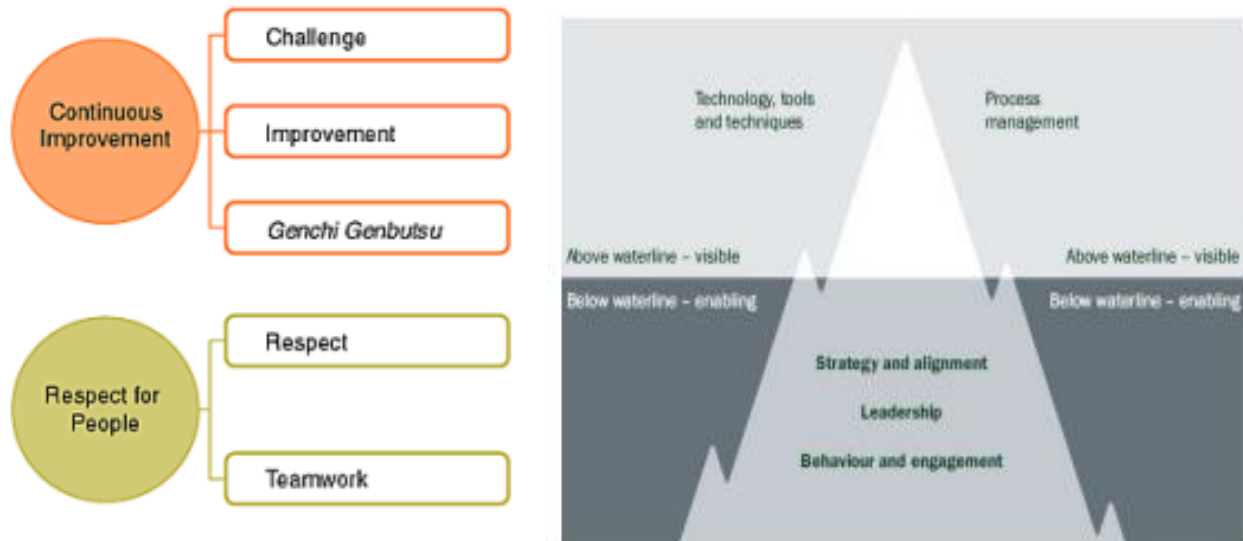 Continuous
Improvement
Challenge
Improvement
Genchi Genbutsu
Respect for
People
Respect
Teamwork
Technology, tools
and techniques
Process
management
Above waterline – visible
Above waterline – visible
Below waterline – enabling
Below waterline – enabling
Strategy and alignment
Leadership
Behaviour and engagement